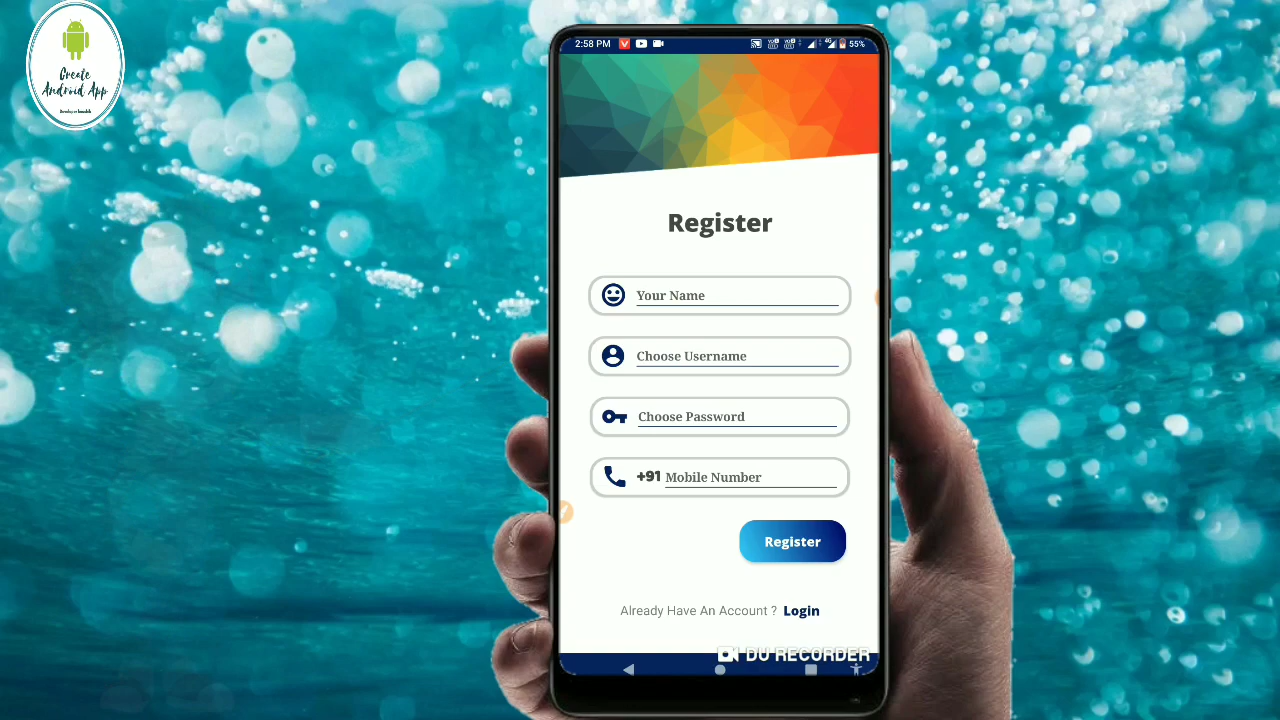 Create
Android App
2:58 PM
55%
Register
Your Name
Choose Username
Choose Password
+91 Mobile Number
Register
Already Have An Account ? Login
DU RECORDER